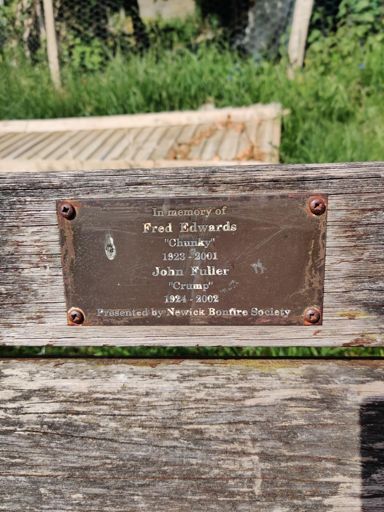 In memory of
Fred Edwards
"Chunky"
1923 - 2001
John Fuller
"Crump"
1924 - 2002
Presented by Newick Bonfire Society